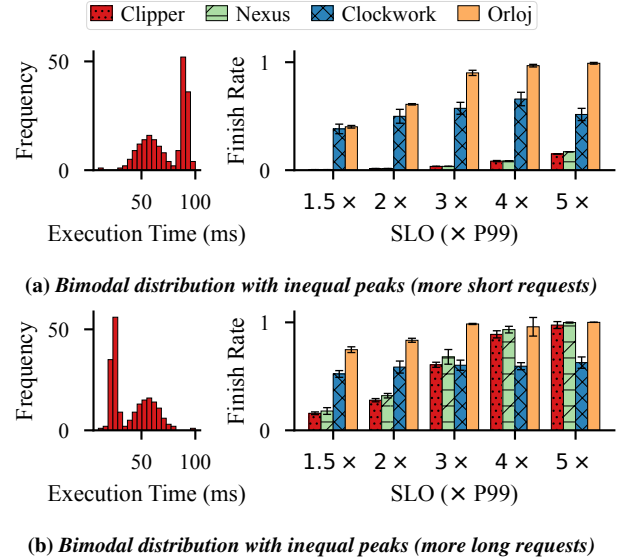 Clipper Nexus Clockwork Orloj
50
0
Frequency
50 100
Execution Time (ms)
1
0
Finish Rate
1.5 × 2 × 3 × 4 × 5 ×
SLO (× P99)
(a) Bimodal distribution with inequal peaks (more short requests)
50
0
Frequency
50 100
Execution Time (ms)
1
0
Finish Rate
1.5 × 2 × 3 × 4 × 5 ×
SLO (× P99)
(b) Bimodal distribution with inequal peaks (more long requests)